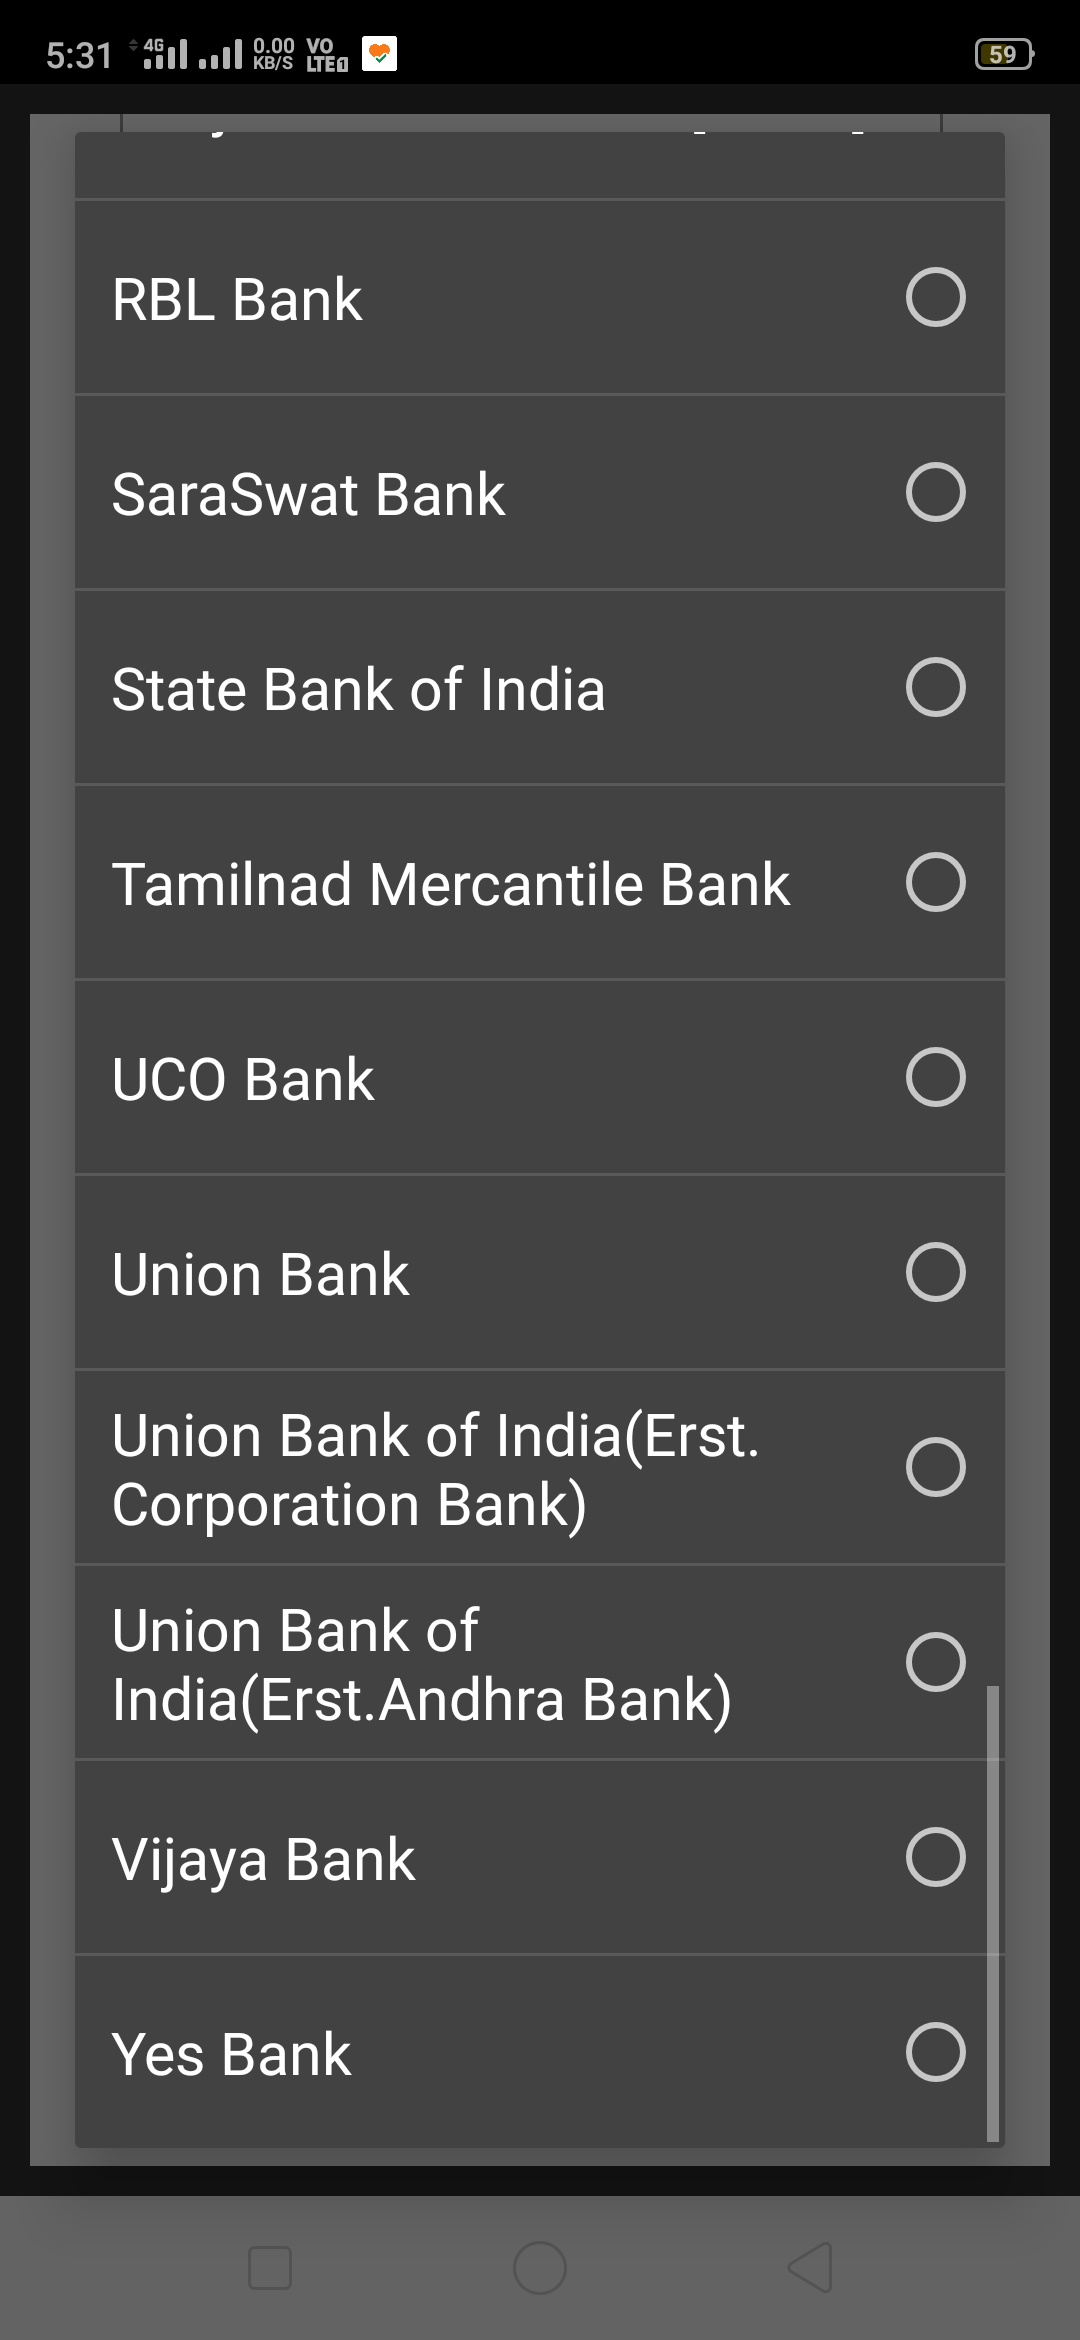 5:31 4G 0.00 KB/S VO LTE1 59
RBL Bank
SaraSwat Bank
State Bank of India
Tamilnad Mercantile Bank
UCO Bank
Union Bank
Union Bank of India(Erst.
Corporation Bank)
Union Bank of
India(Erst.Andhra Bank)
Vijaya Bank
Yes Bank